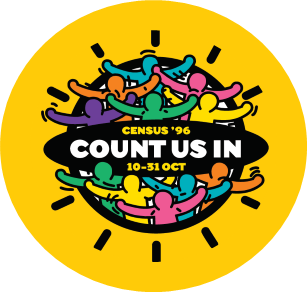 CENSUS '96
COUNT US IN
10-31 OCT